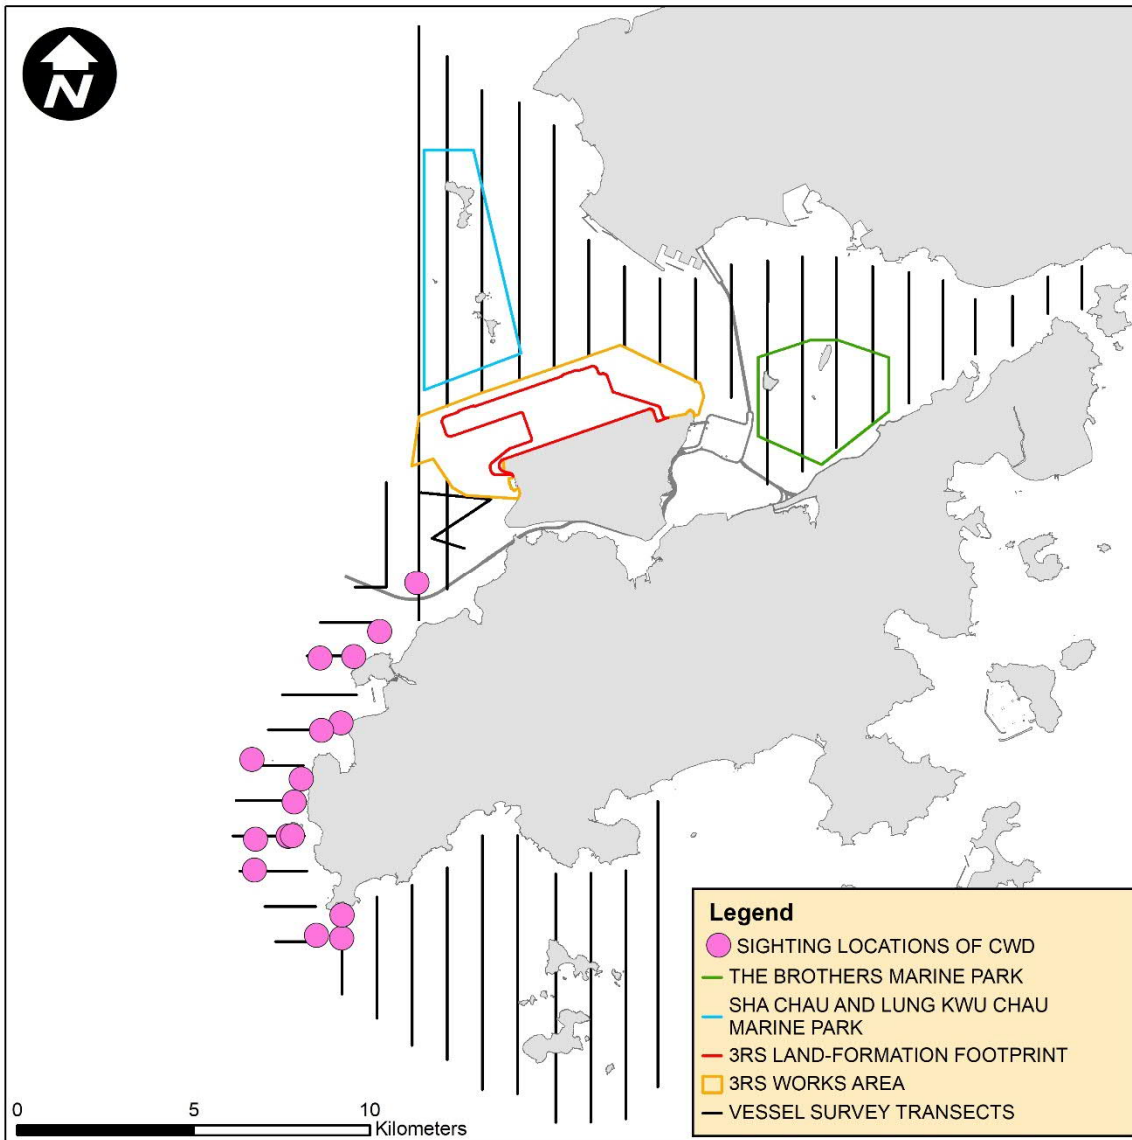 N
Legend
SIGHTING LOCATIONS OF CWD
THE BROTHERS MARINE PARK
SHA CHAU AND LUNG KWU CHAU
MARINE PARK
3RS LAND-FORMATION FOOTPRINT
3RS WORKS AREA
VESSEL SURVEY TRANSECTS
0 5 10
Kilometers